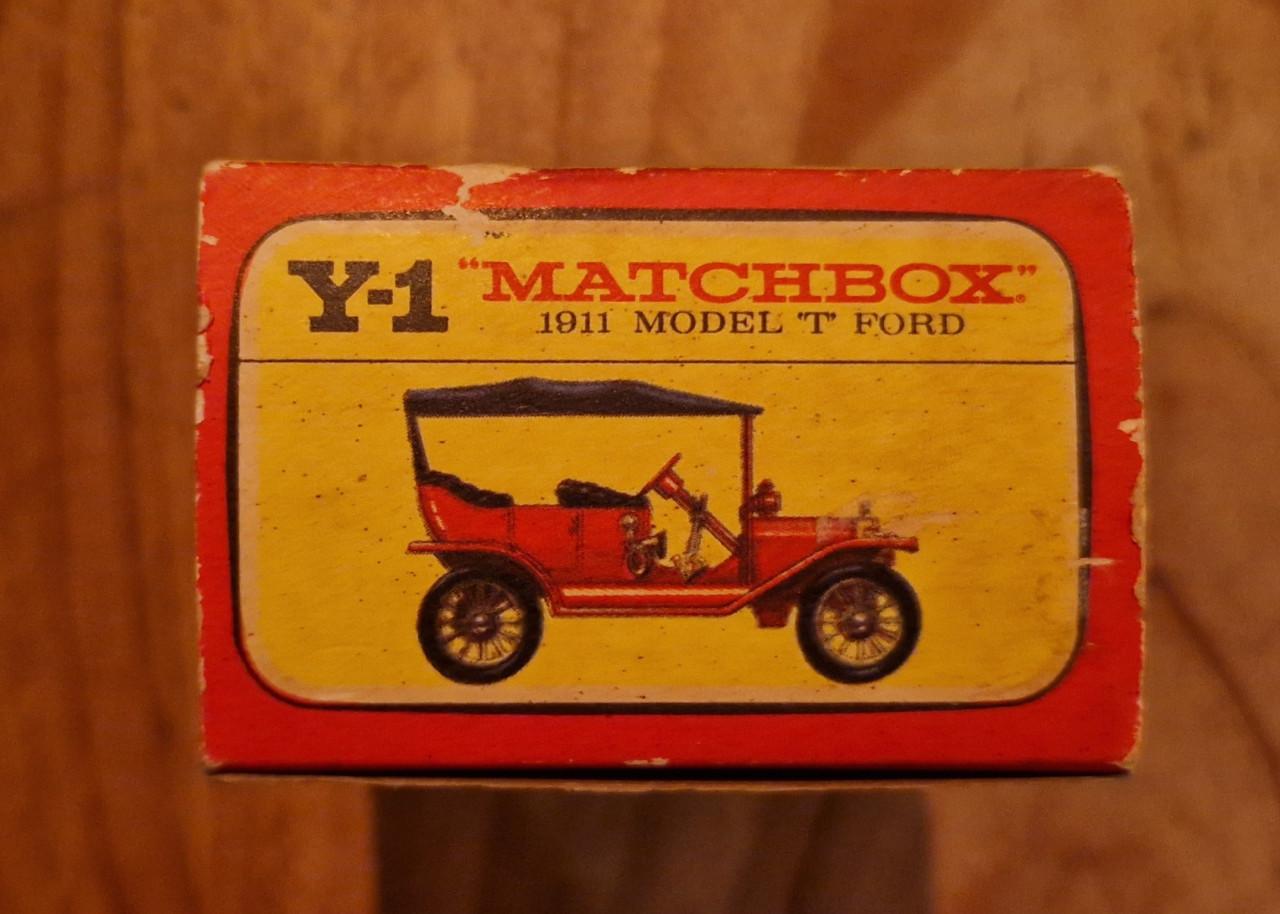 Y-1 "MATCHBOX"®
1911 MODEL 'T' FORD